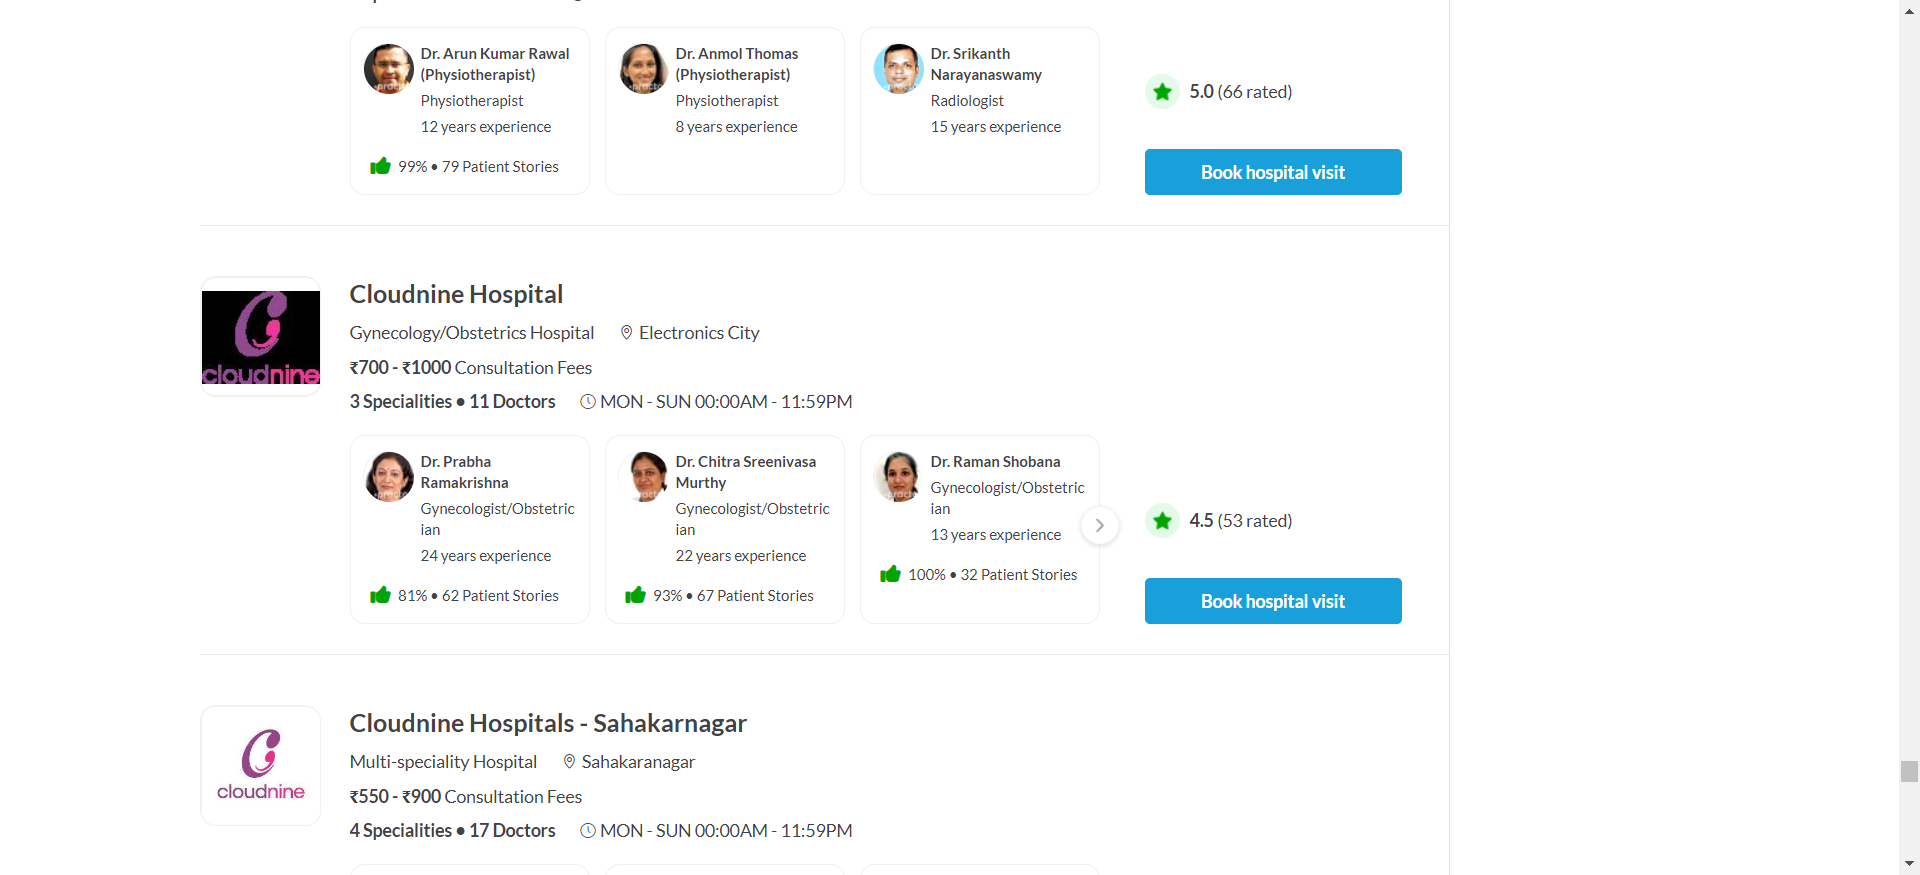 Dr. Arun Kumar Rawal
(Physiotherapist)
Physiotherapist
12 years experience
99% • 79 Patient Stories
Dr. Anmol Thomas
(Physiotherapist)
Physiotherapist
8 years experience
Dr. Srikanth
Narayanaswamy
Radiologist
15 years experience
5.0 (66 rated)
Book hospital visit
cloudnine
Cloudnine Hospital
Gynecology/Obstetrics Hospital Electronics City
₹700 - ₹1000 Consultation Fees
3 Specialities • 11 Doctors MON - SUN 00:00AM - 11:59PM
Dr. Prabha
Ramakrishna
Gynecologist/Obstetric
ian
24 years experience
81% • 62 Patient Stories
Dr. Chitra Sreenivasa
Murthy
Gynecologist/Obstetric
ian
22 years experience
93% • 67 Patient Stories
Dr. Raman Shobana
Gynecologist/Obstetric
ian
13 years experience
100% • 32 Patient Stories
4.5 (53 rated)
Book hospital visit
cloudnine
Cloudnine Hospitals - Sahakarnagar
Multi-speciality Hospital Sahakaranagar
₹550 - ₹900 Consultation Fees
4 Specialities • 17 Doctors MON - SUN 00:00AM - 11:59PM